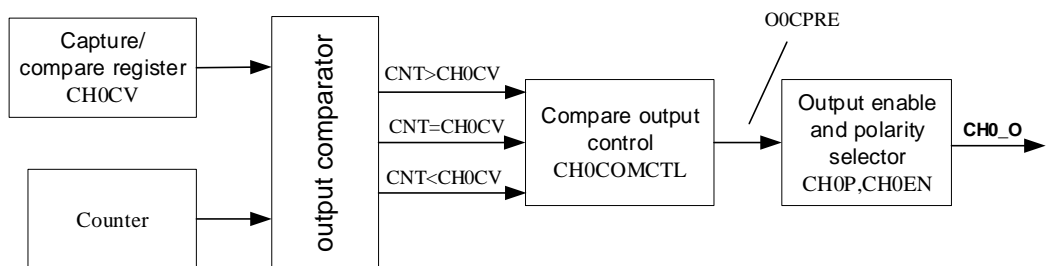 Capture/
compare register
CH0CV
Counter
output comparator
CNT>CH0CV
CNT=CH0CV
CNT<CH0CV
Compare output
control
CH0COMCTL
O0CPRE
Output enable
and polarity
selector
CH0P,CH0EN
CH0_O